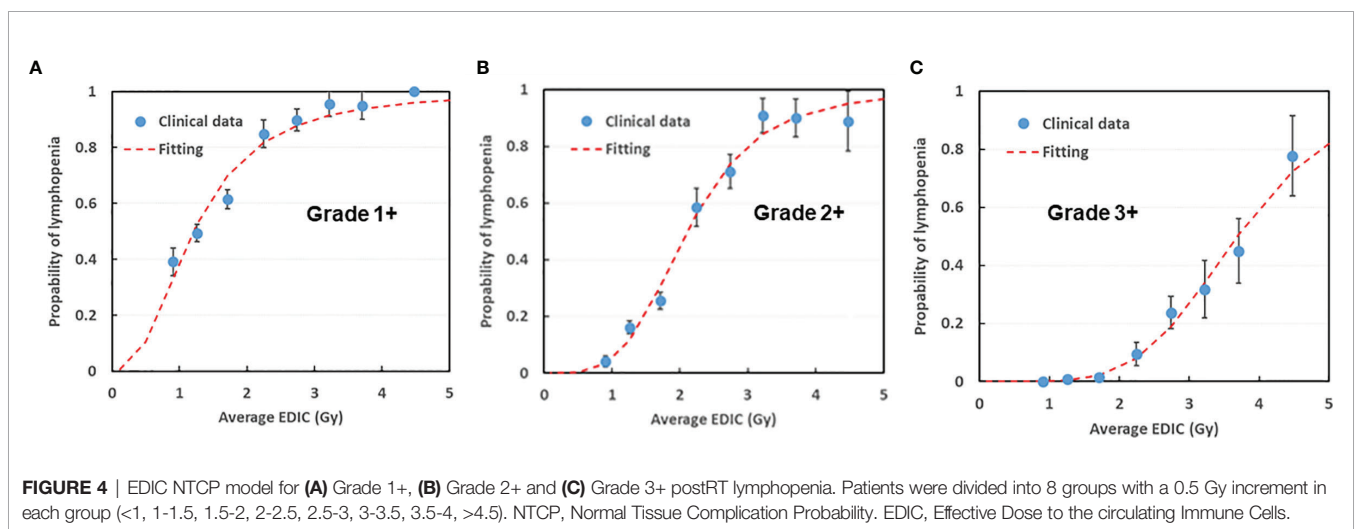 A
Propability of lymphopenia
1
0.8
0.6
0.4
0.2
0
Clinical data
Fitting
Grade 1+
0 1 2 3 4 5
Average EDIC (Gy)
B
Propability of lymphopenia
1
0.8
0.6
0.4
0.2
0
Clinical data
Fitting
Grade 2+
0 1 2 3 4 5
Average EDIC (Gy)
C
Propability of lymphopenia
1
0.8
0.6
0.4
0.2
0
Clinical data
Fitting
Grade 3+
0 1 2 3 4 5
Average EDIC (Gy)
FIGURE 4 | EDIC NTCP model for (A) Grade 1+, (B) Grade 2+ and (C) Grade 3+ postRT lymphopenia. Patients were divided into 8 groups with a 0.5 Gy increment in
each group (<1, 1-1.5, 1.5-2, 2-2.5, 2.5-3, 3-3.5, 3.5-4, >4.5). NTCP, Normal Tissue Complication Probability. EDIC, Effective Dose to the circulating Immune Cells.